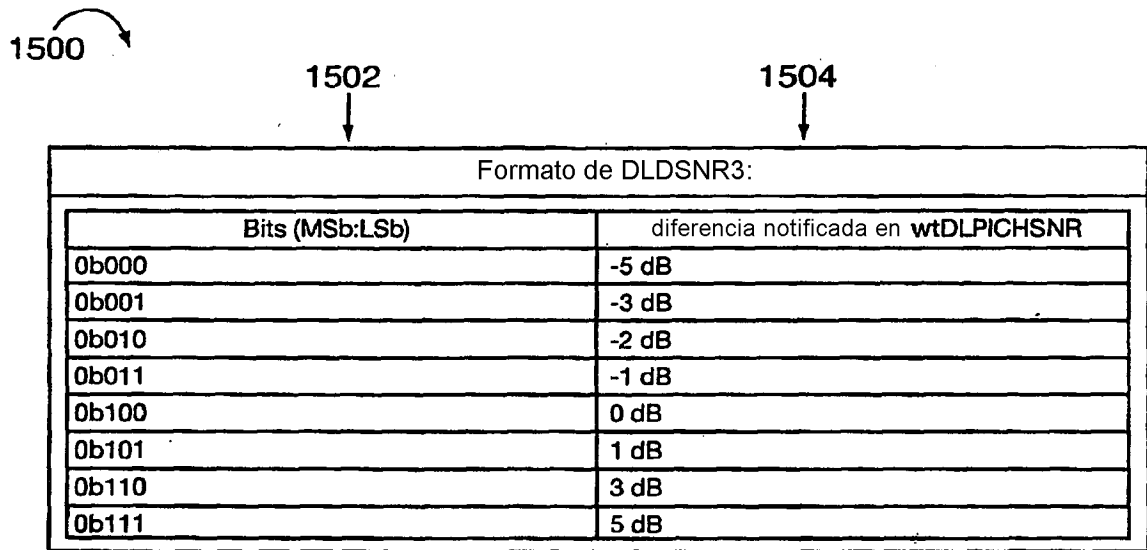 1500
1502 1504
Formato de DLDSNR3:
Bits (MSb:LSb) diferencia notificada en wtDLPICHSNR
0b000 -5 dB
0b001 -3 dB
0b010 -2 dB
0b011 -1 dB
0b100 0 dB
0b101 1 dB
0b110 3 dB
0b111 5 dB